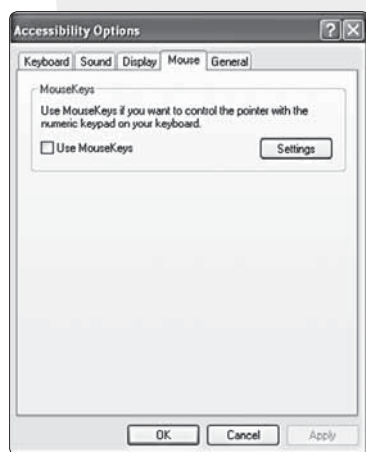 Accessibility Options
Keyboard Sound Display Mouse General
MouseKeys
Use MouseKeys if you want to control the pointer with the
numeric keypad on your keyboard.
Use MouseKeys
Settings
OK Cancel Apply